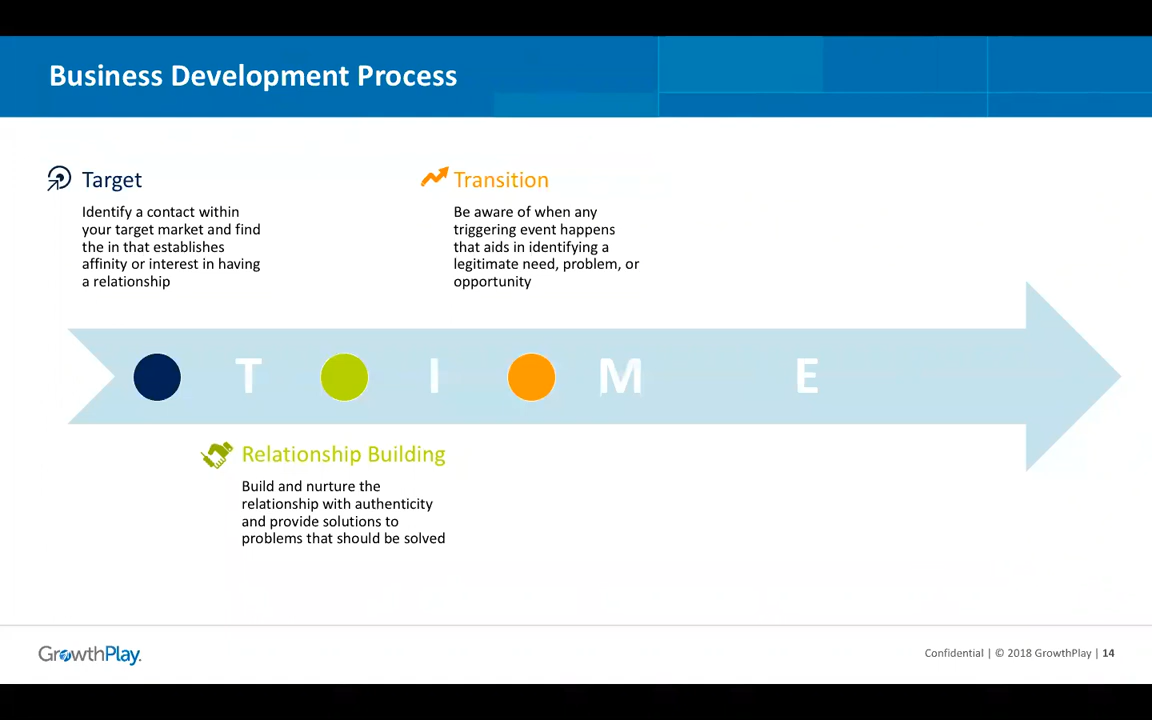 Business Development Process
Target
Identify a contact within
your target market and find
the in that establishes
affinity or interest in having
a relationship
Transition
Be aware of when any
triggering event happens
that aids in identifying a
legitimate need, problem, or
opportunity
T I M E
Relationship Building
Build and nurture the
relationship with authenticity
and provide solutions to
problems that should be solved
GrowthPlay.
Confidential | © 2018 GrowthPlay | 14